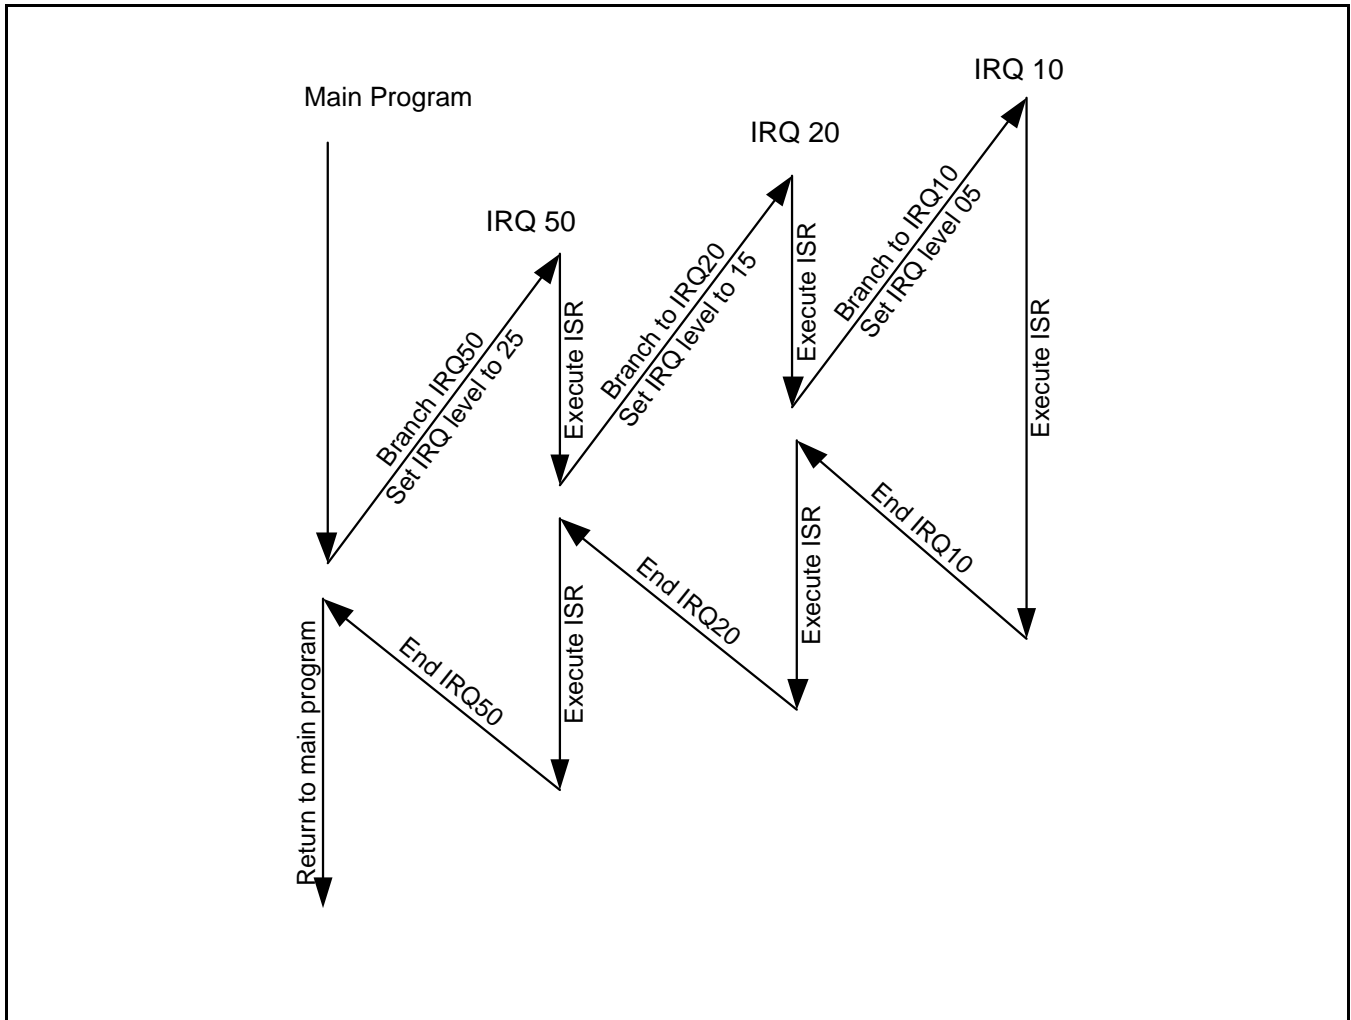 IRQ 10
Main Program
IRQ 20
IRQ 50
Branch IRQ50
Set IRQ level to 25
Execute ISR
Branch to IRQ20
Set IRQ level to 15
Execute ISR
Branch to IRQ10
Set IRQ level 05
Execute ISR
End IRQ10
Execute ISR
End IRQ20
Execute ISR
End IRQ50
Return to main program